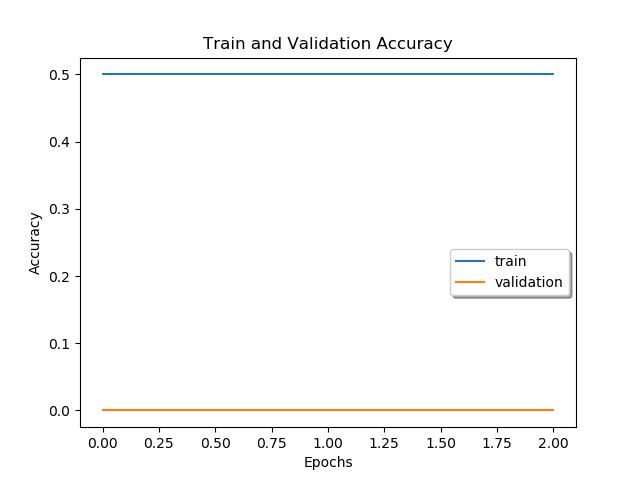 Train and Validation Accuracy
0.5
0.4
0.3
0.2
0.1
0.0
Accuracy
train
validation
0.00 0.25 0.50 0.75 1.00 1.25 1.50 1.75 2.00
Epochs